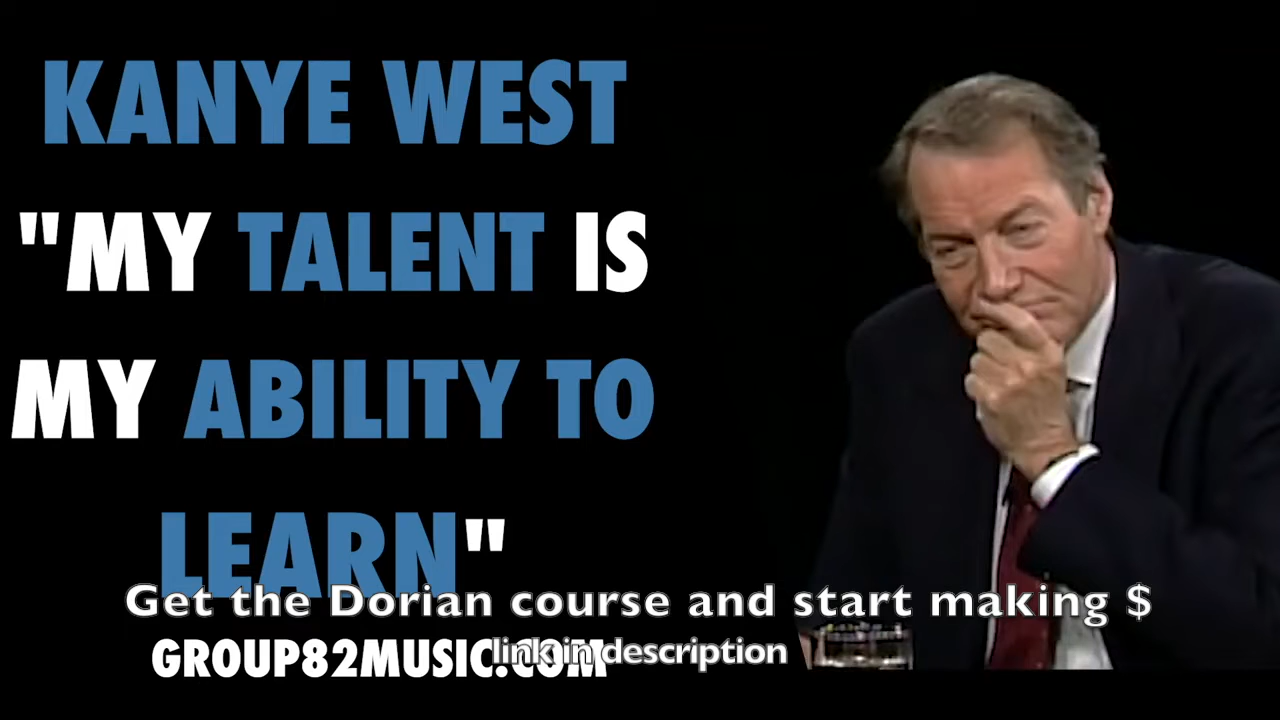 KANYE WEST
"MY TALENT IS
MY ABILITY TO
LEARN"
Get the Dorian course and start making $
GROUP82MUSIC.COM
link in description